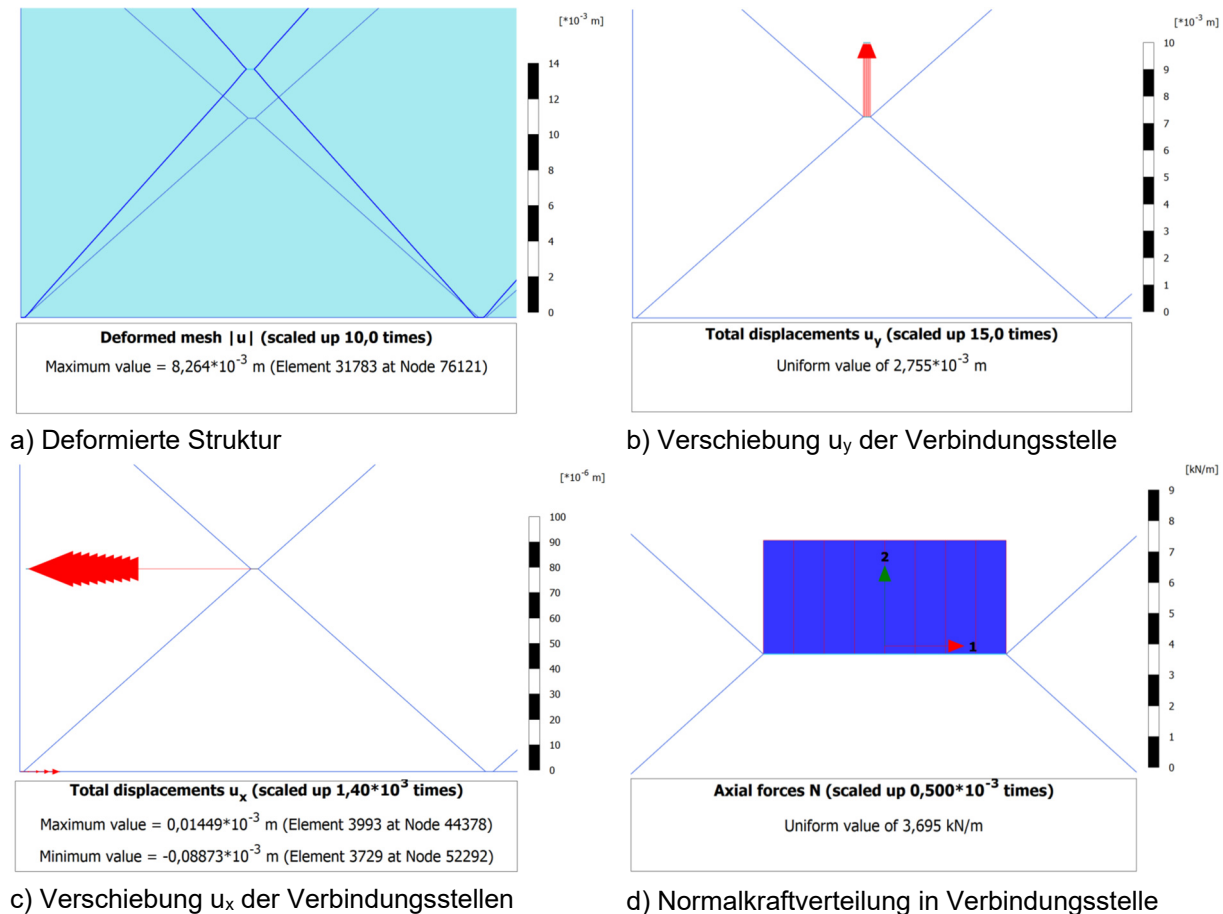 [*10⁻³ m]
14
12
10
8
6
4
2
0
Deformed mesh |u| (scaled up 10,0 times)
Maximum value = 8,264*10⁻³ m (Element 31783 at Node 76121)
a) Deformierte Struktur
[*10⁻³ m]
10
9
8
7
6
5
4
3
2
1
0
Total displacements u_y (scaled up 15,0 times)
Uniform value of 2,755*10⁻³ m
b) Verschiebung u_y der Verbindungsstelle
[*10⁻⁶ m]
100
90
80
70
60
50
40
30
20
10
0
Total displacements u_x (scaled up 1,40*10³ times)
Maximum value = 0,01449*10⁻³ m (Element 3993 at Node 44378)
Minimum value = -0,08873*10⁻³ m (Element 3729 at Node 52292)
c) Verschiebung u_x der Verbindungsstellen
[kN/m]
9
8
7
6
5
4
3
2
1
0
2
1
Axial forces N (scaled up 0,500*10⁻³ times)
Uniform value of 3,695 kN/m
d) Normalkraftverteilung in Verbindungsstelle